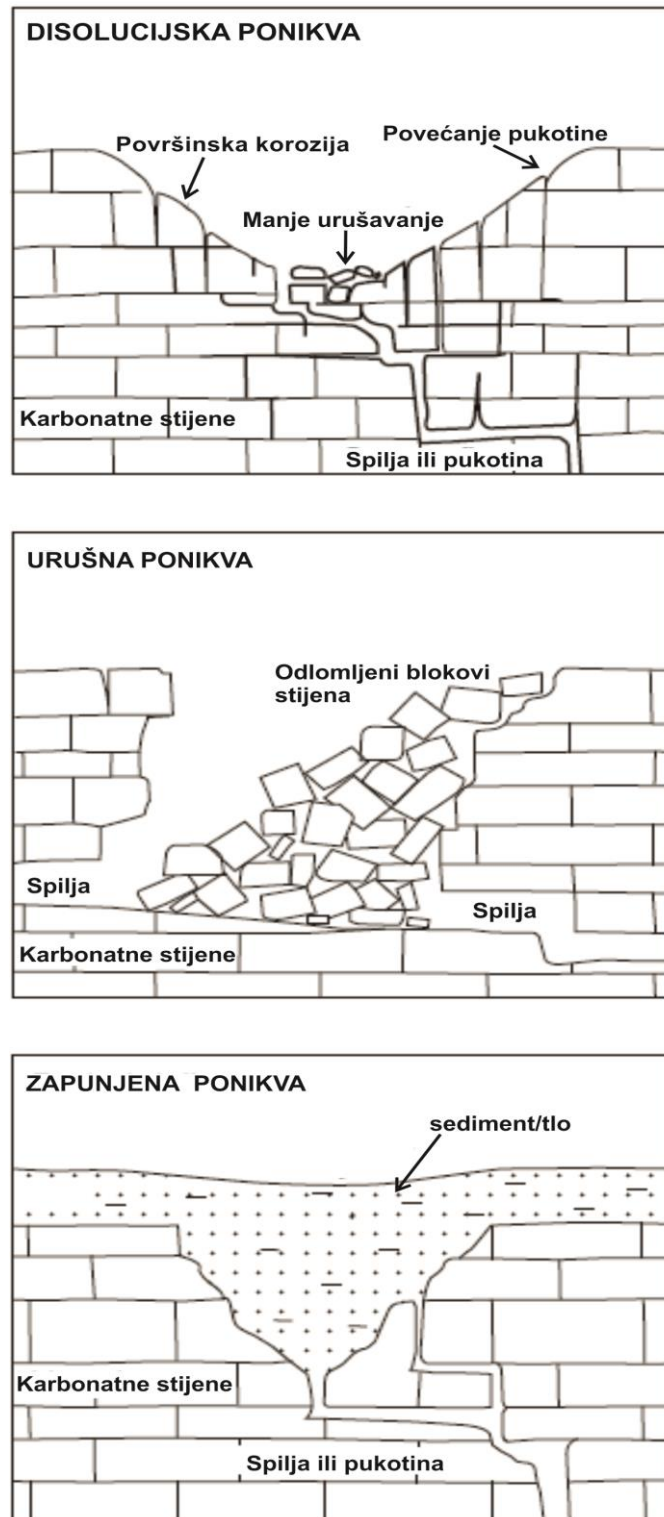 DISOLUCIJSKA PONIKVA
Površinska korozija
Povećanje pukotine
Manje urušavanje
Karbonatne stijene
Spilja ili pukotina
URUŠNA PONIKVA
Odlomljeni blokovi
stijena
Spilja
Spilja
Karbonatne stijene
ZAPUNJENA PONIKVA
sediment/tlo
Karbonatne stijene
Spilja ili pukotina